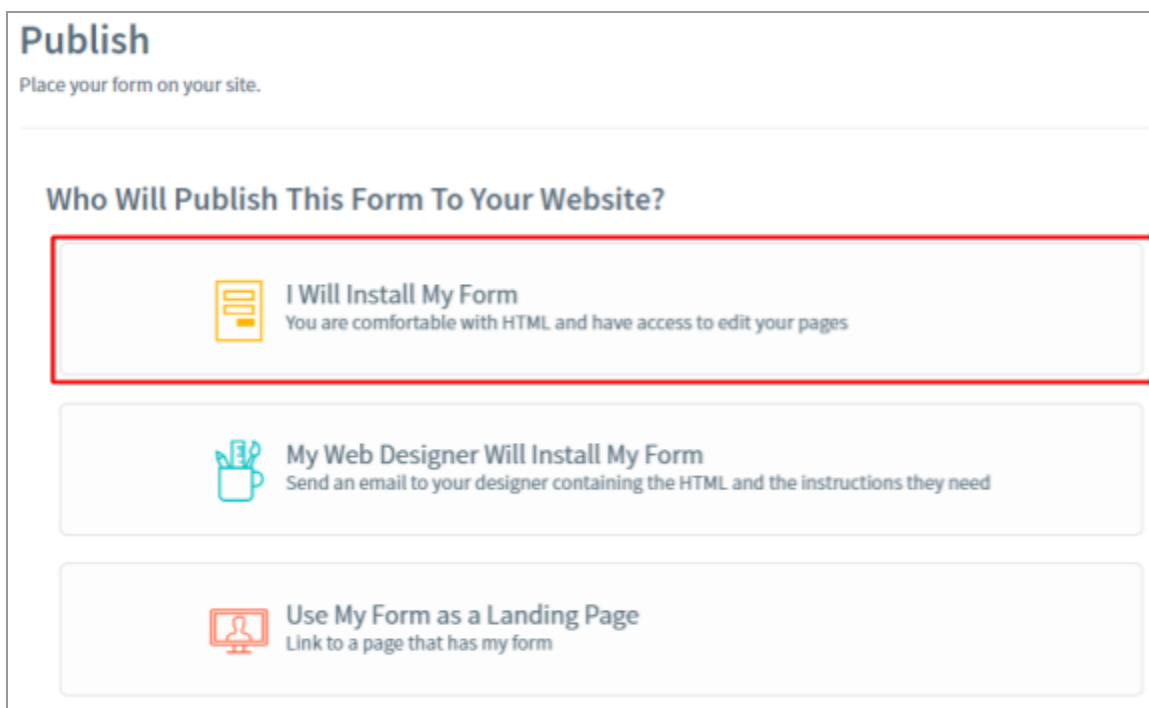 Publish
Place your form on your site.
Who Will Publish This Form To Your Website?
I Will Install My Form
You are comfortable with HTML and have access to edit your pages
My Web Designer Will Install My Form
Send an email to your designer containing the HTML and the instructions they need
Use My Form as a Landing Page
Link to a page that has my form